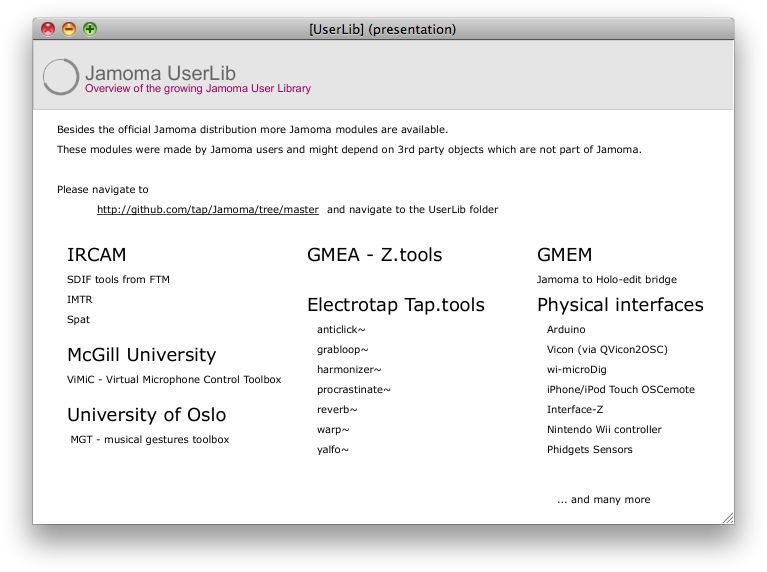 [UserLib] (presentation)
Jamoma UserLib
Overview of the growing Jamoma User Library
Besides the official Jamoma distribution more Jamoma modules are available.
These modules were made by Jamoma users and might depend on 3rd party objects which are not part of Jamoma.
Please navigate to
http://github.com/tap/Jamoma/tree/master and navigate to the UserLib folder
IRCAM
SDIF tools from FTM
IMTR
Spat
McGill University
ViMiC - Virtual Microphone Control Toolbox
University of Oslo
MGT - musical gestures toolbox
GMEA - Z.tools
Electrotap Tap.tools
anticlick~
grabloop~
harmonizer~
procrastinate~
reverb~
warp~
yalfo~
GMEM
Jamoma to Holo-edit bridge
Physical interfaces
Arduino
Vicon (via QVicon2OSC)
wi-microDig
iPhone/iPod Touch OSCemote
Interface-Z
Nintendo Wii controller
Phidgets Sensors
... and many more